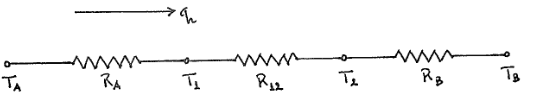 q_h
T_A R_A T_1 R_12 T_2 R_B T_B